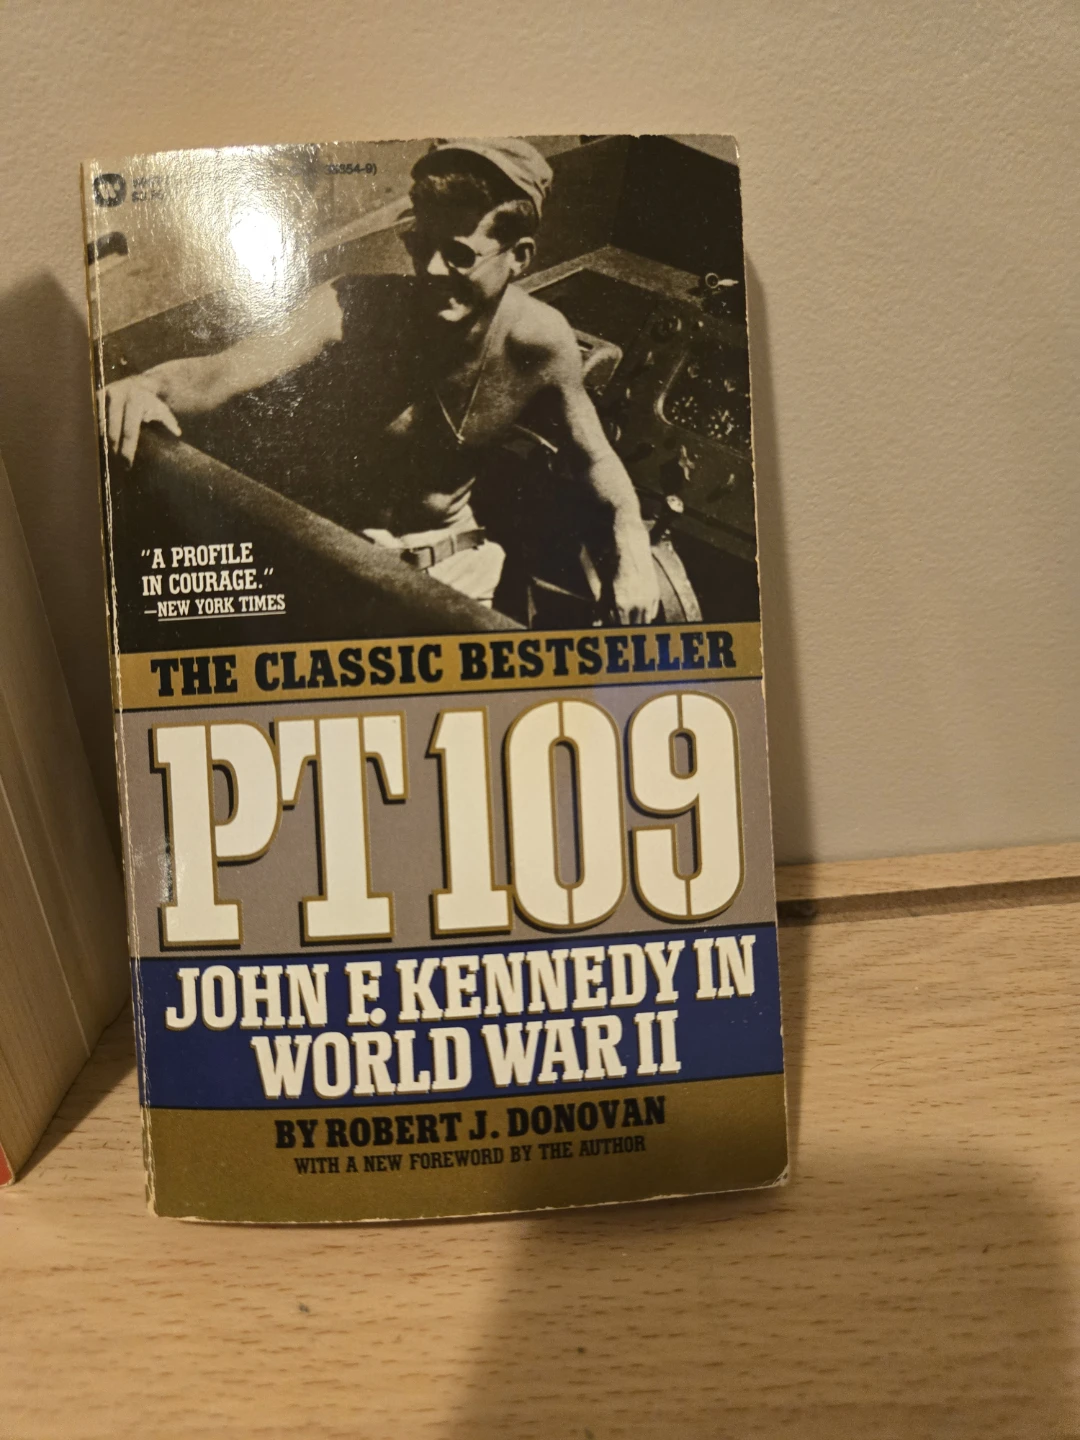 "A PROFILE
IN COURAGE."
—NEW YORK TIMES
THE CLASSIC BESTSELLER
PT 109
JOHN F. KENNEDY IN
WORLD WAR II
BY ROBERT J. DONOVAN
WITH A NEW FOREWORD BY THE AUTHOR